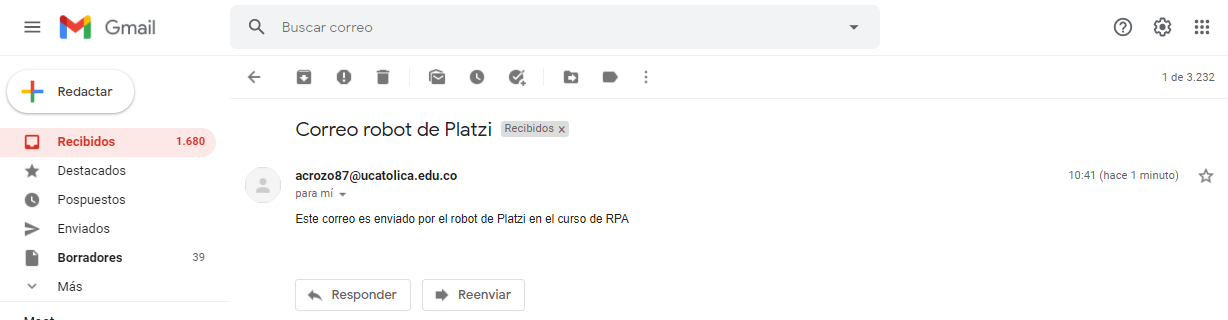 Gmail
Buscar correo
Redactar
1 de 3.232
Recibidos 1.680
Destacados
Pospuestos
Enviados
Borradores 39
Más
Correo robot de Platzi Recibidos x
acrozo87@ucatolica.edu.co 10:41 (hace 1 minuto)
para mí
Este correo es enviado por el robot de Platzi en el curso de RPA
Responder Reenviar